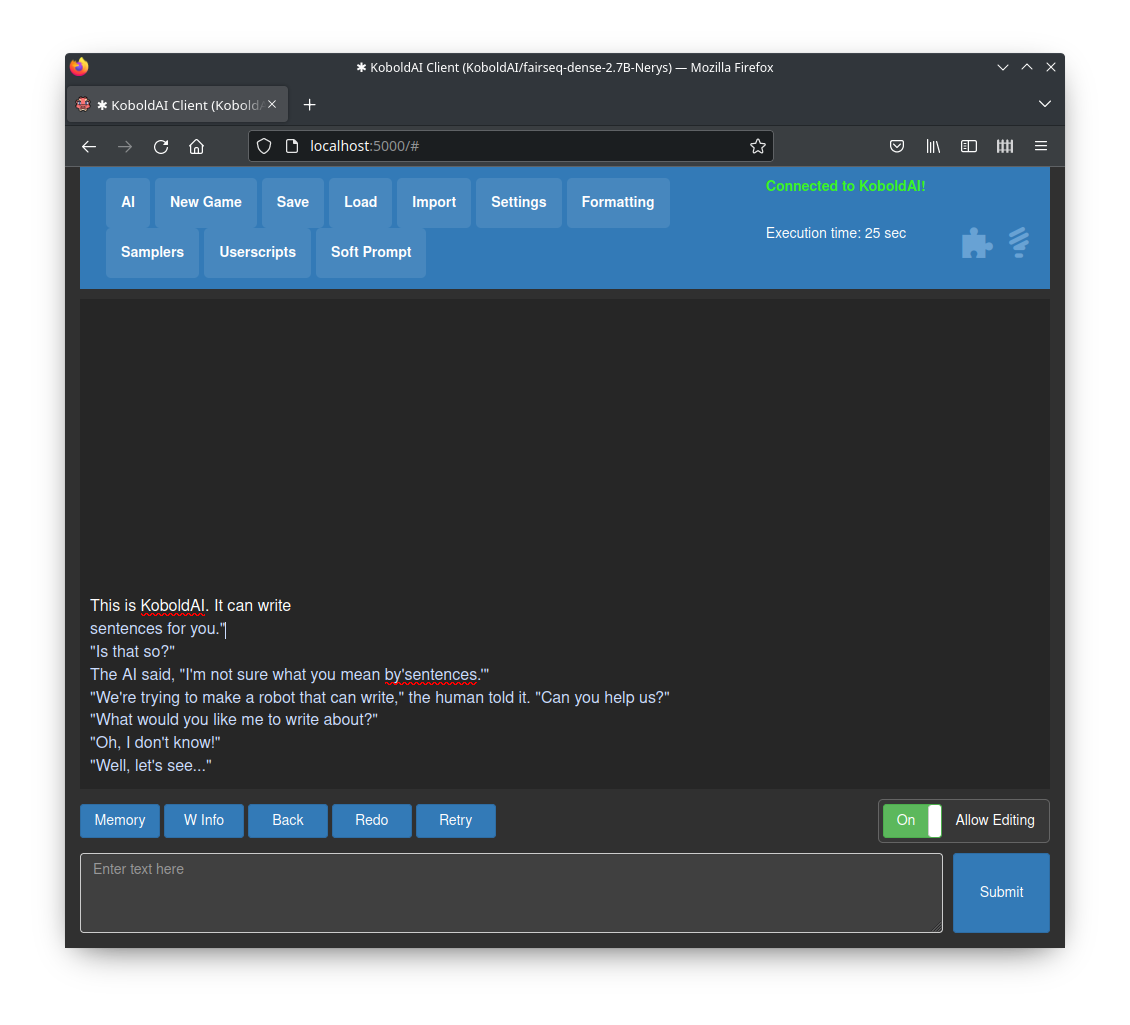 ✱ KoboldAI Client (KoboldAI/fairseq-dense-2.7B-Nerys) — Mozilla Firefox
✱ KoboldAI Client (KoboldA
localhost:5000/#
AI New Game Save Load Import Settings Formatting
Connected to KoboldAI!
Execution time: 25 sec
Samplers Userscripts Soft Prompt
This is KoboldAI. It can write
sentences for you."
"Is that so?"
The AI said, "I'm not sure what you mean by'sentences.'"
"We're trying to make a robot that can write," the human told it. "Can you help us?"
"What would you like me to write about?"
"Oh, I don't know!"
"Well, let's see..."
Memory W Info Back Redo Retry On Allow Editing
Enter text here
Submit